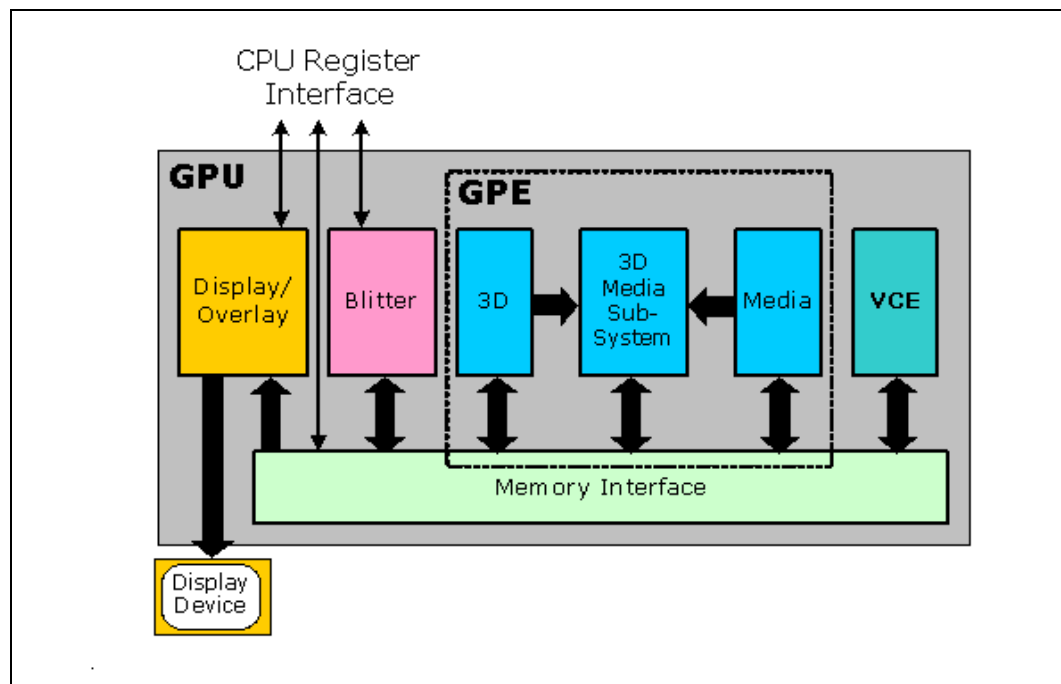 CPU Register
Interface
GPU
GPE
Display/
Overlay
Blitter
3D
3D
Media
Sub-
System
Media
VCE
Memory Interface
Display
Device